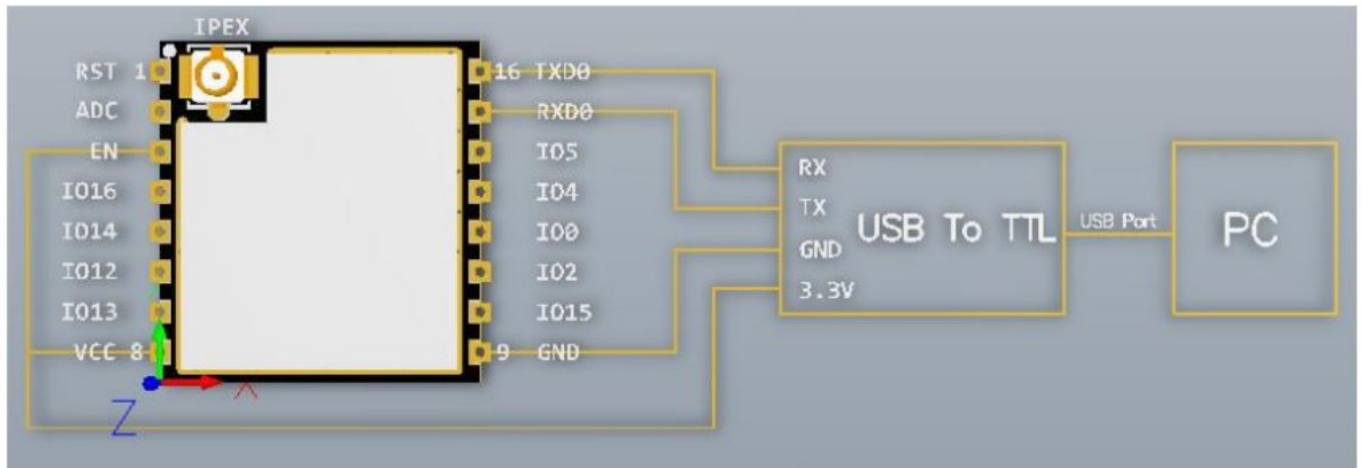 IPEX
RST 1
ADC
EN
IO16
IO14
IO12
IO13
VCC 8
16 TXD0
RXD0
IO5
IO4
IO0
IO2
IO15
9 GND
RX
TX
GND
3.3V
USB To TTL
USB Port
PC
X
Z